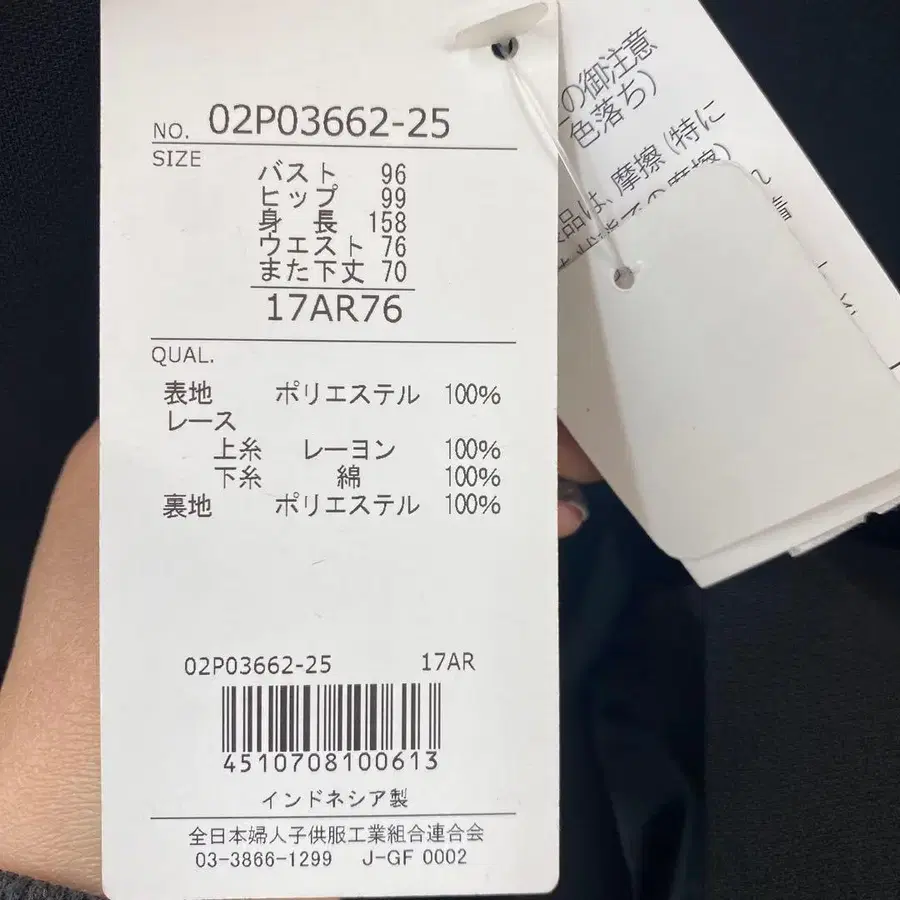 NO. 02P03662-25
SIZE
バスト 96
ヒップ 99
身 長 158
ウエスト 76
また下丈 70
17AR76
QUAL.
表地 ポリエステル 100%
レース
上糸 レーヨン 100%
下糸 綿 100%
裏地 ポリエステル 100%
02P03662-25 17AR
4510708100613
インドネシア製
全日本婦人子供服工業組合連合会
03-3866-1299 J-GF 0002
の御注意
色落ち)
品は、摩擦(特に